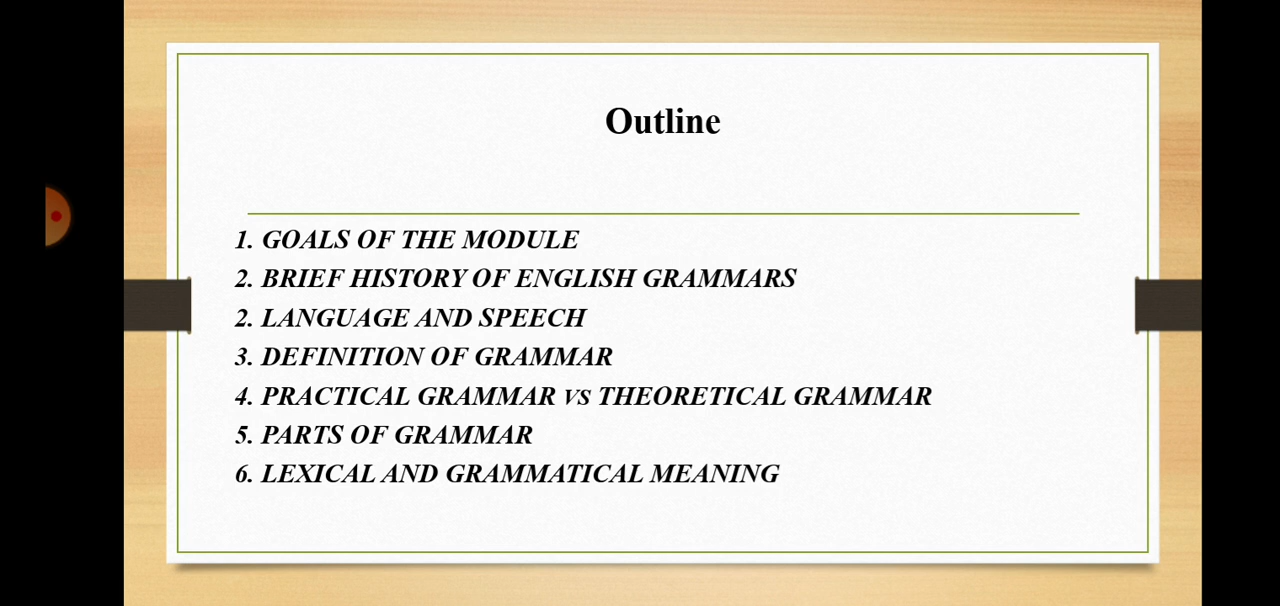 Outline
1. GOALS OF THE MODULE
2. BRIEF HISTORY OF ENGLISH GRAMMARS
2. LANGUAGE AND SPEECH
3. DEFINITION OF GRAMMAR
4. PRACTICAL GRAMMAR VS THEORETICAL GRAMMAR
5. PARTS OF GRAMMAR
6. LEXICAL AND GRAMMATICAL MEANING